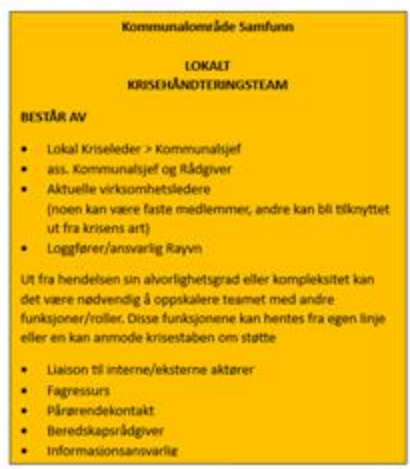 Kommunalområde Samfunn
LOKALT
KRISEHÅNDTERINGSTEAM
BESTÅR AV
• Lokal Kriseleder > Kommunalsjef
• ass. Kommunalsjef og Rådgiver
• Aktuelle virksomhetsledere
(noen kan være faste medlemmer, andre kan bli tilknyttet
ut fra krisens art)
• Loggfører/ansvarlig Rayvn
Ut fra hendelsen sin alvorlighetsgrad eller kompleksitet kan
det være nødvendig å oppskalere teamet med andre
funksjoner/roller. Disse funksjonene kan hentes fra egen linje
eller en kan anmode krisestaben om støtte
• Liaison til interne/eksterne aktører
• Fagressurs
• Pårørendekontakt
• Beredskapsrådgiver
• Informasjonsansvarlig